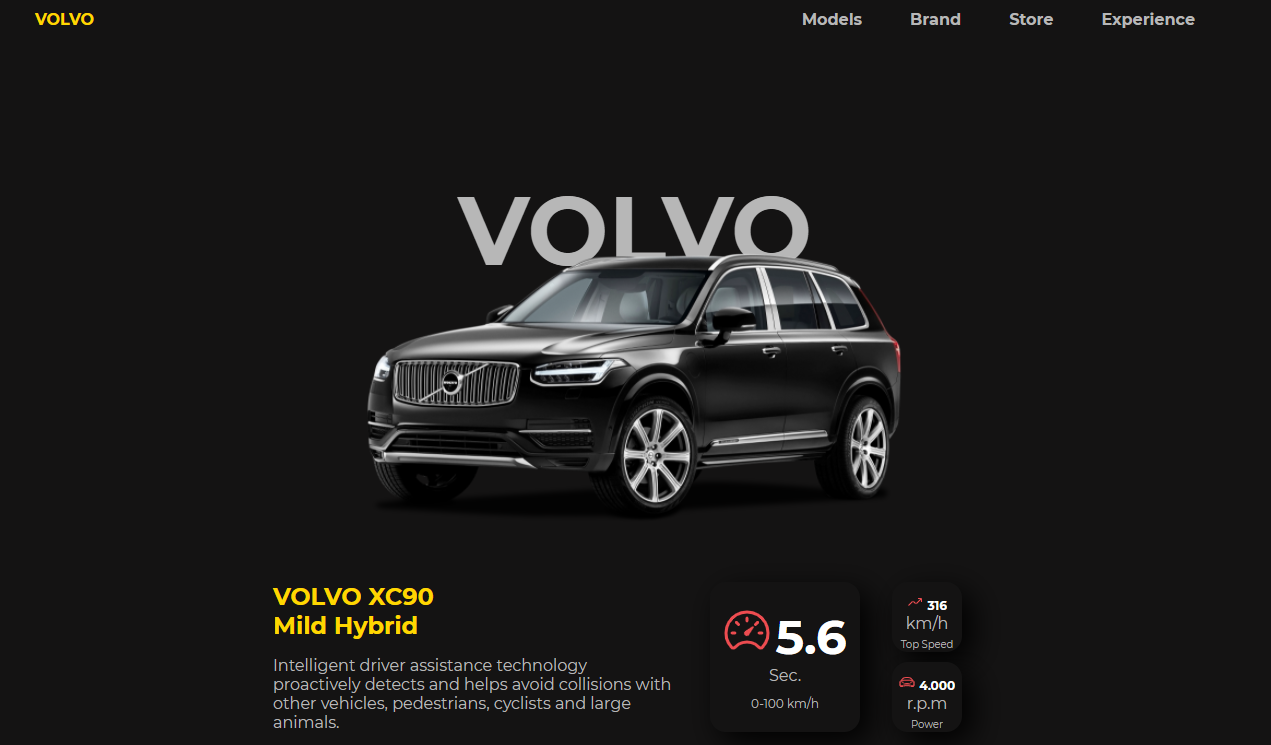 VOLVO
Models Brand Store Experience
VOLVO
VOLVO XC90
Mild Hybrid
Intelligent driver assistance technology
proactively detects and helps avoid collisions with
other vehicles, pedestrians, cyclists and large
animals.
5.6
Sec.
0-100 km/h
316
km/h
Top Speed
4.000
r.p.m
Power